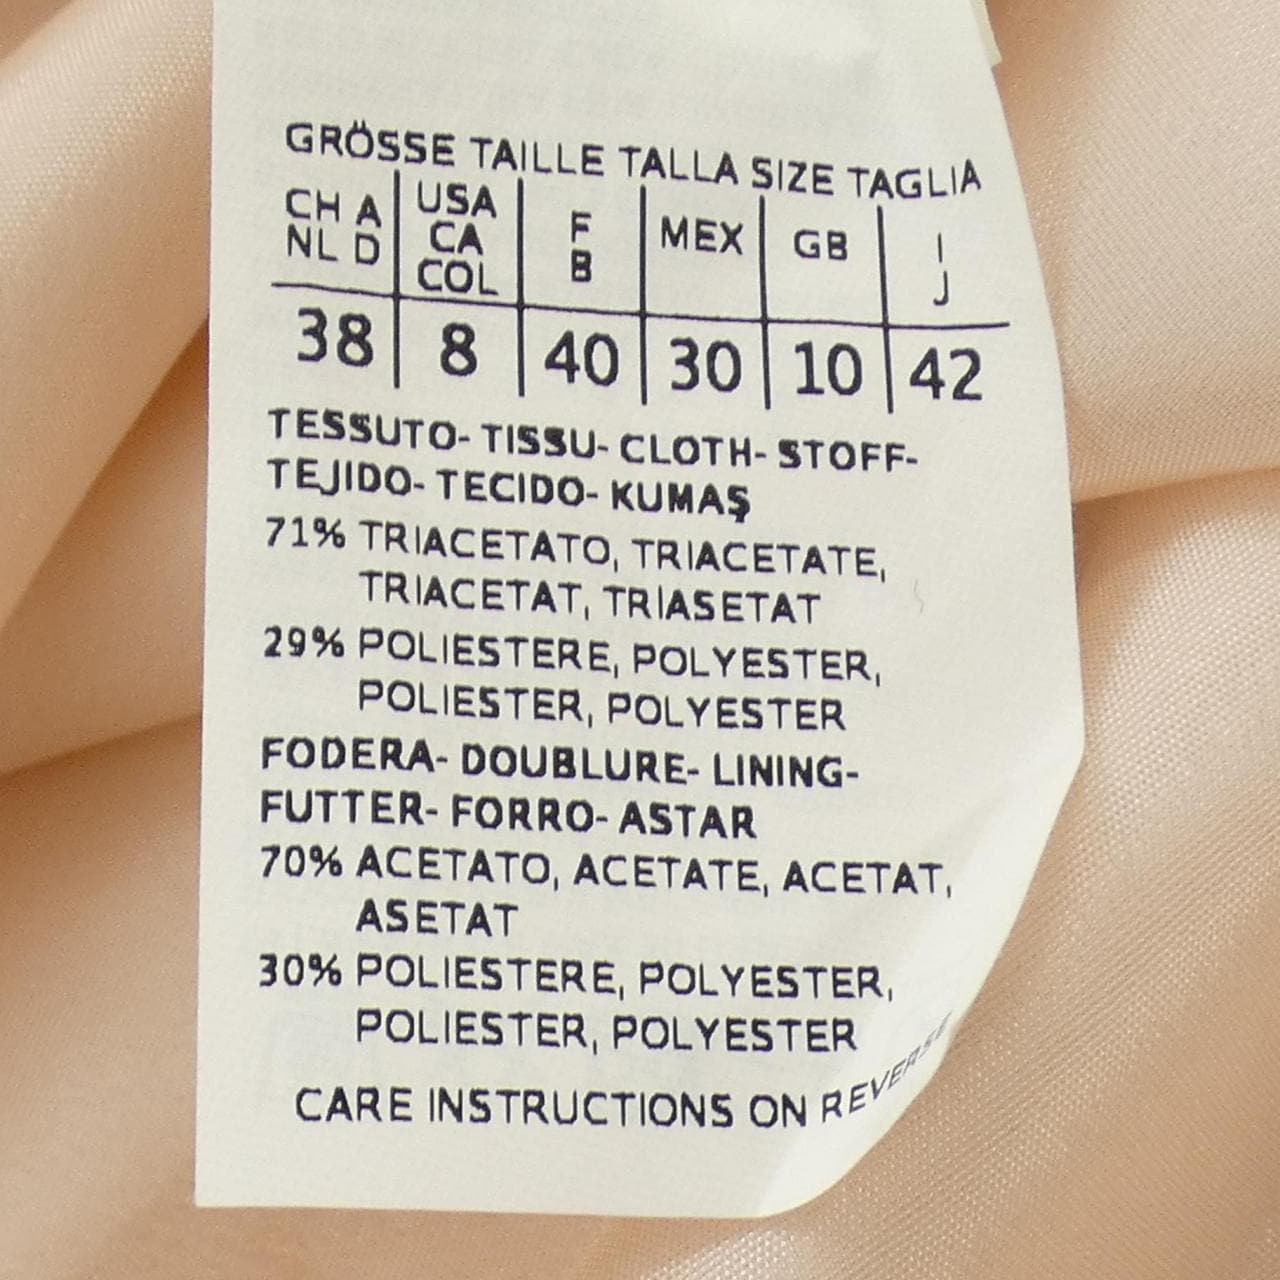 GRÖSSE TAILLE TALLA SIZE TAGLIA
CH A USA F MEX GB I
NL D CA B J
COL
38 8 40 30 10 42
TESSUTO- TISSU- CLOTH- STOFF-
TEJIDO- TECIDO- KUMAŞ
71% TRIACETATO, TRIACETATE,
TRIACETAT, TRIASETAT
29% POLIESTERE, POLYESTER,
POLIESTER, POLYESTER
FODERA- DOUBLURE- LINING-
FUTTER- FORRO- ASTAR
70% ACETATO, ACETATE, ACETAT,
ASETAT
30% POLIESTERE, POLYESTER,
POLIESTER, POLYESTER
CARE INSTRUCTIONS ON REVERSE